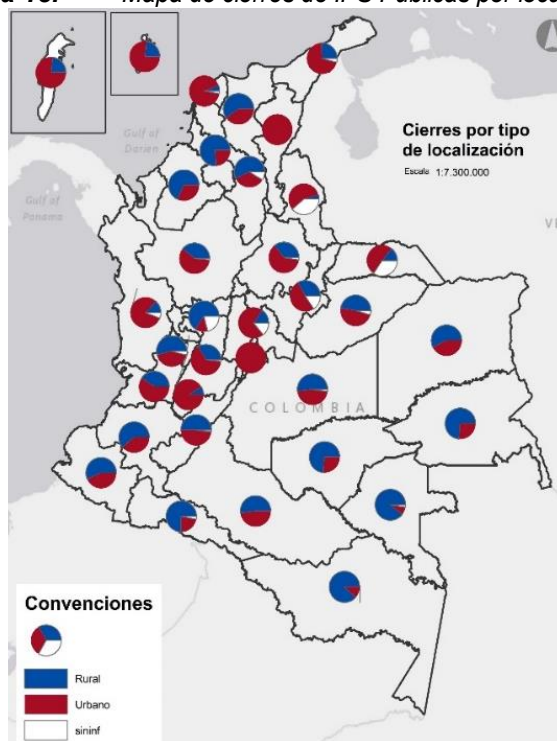 Mapa de cierres de IPS Públicas por loca
Gulf of
Darien
Gulf of
Panama
Cierres por tipo
de localización
Escala 1:7.300.000
COLOMBIA
Convenciones
Rural
Urbano
sininf